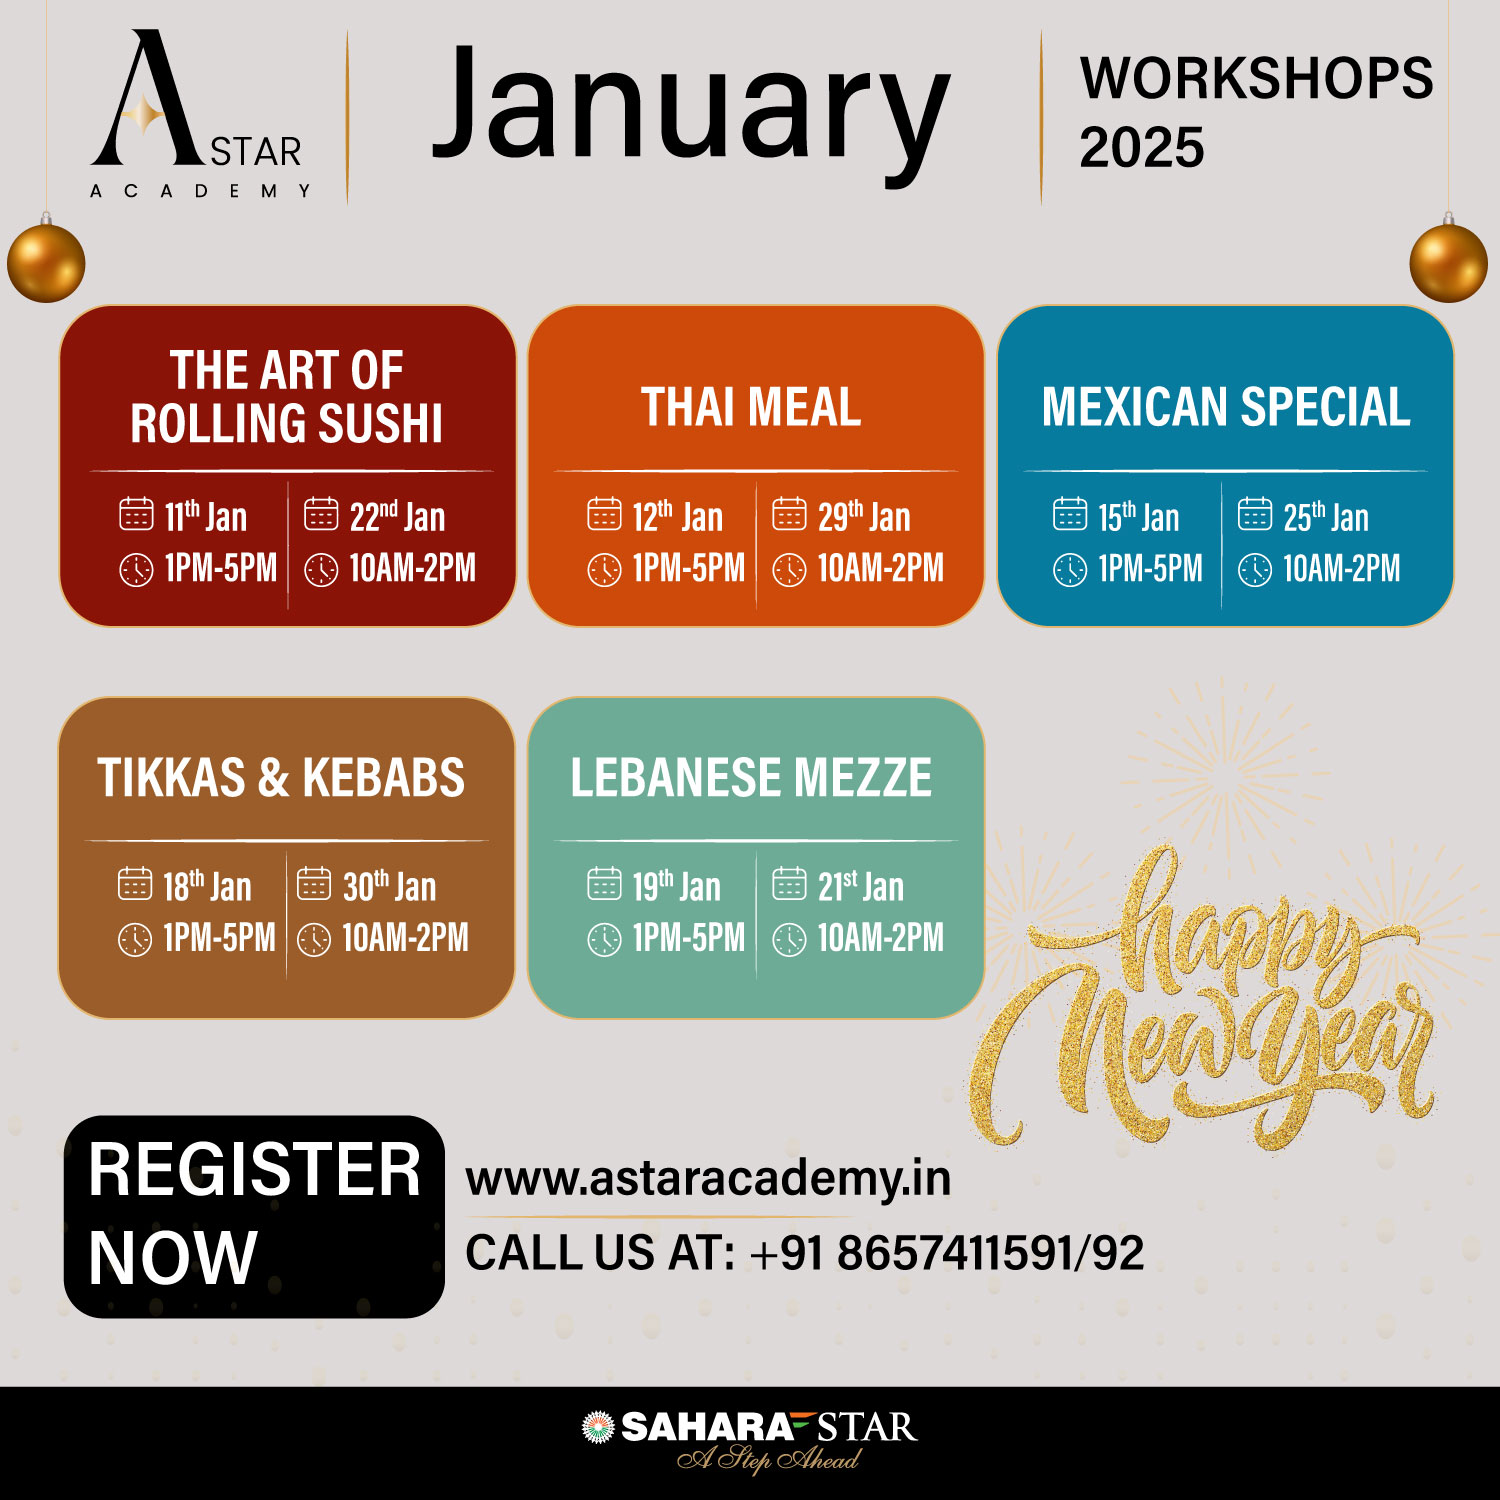 A STAR
ACADEMY
January
WORKSHOPS
2025
THE ART OF
ROLLING SUSHI
11th Jan
1PM-5PM
22nd Jan
10AM-2PM
THAI MEAL
12th Jan
1PM-5PM
29th Jan
10AM-2PM
MEXICAN SPECIAL
15th Jan
1PM-5PM
25th Jan
10AM-2PM
TIKKAS & KEBABS
18th Jan
1PM-5PM
30th Jan
10AM-2PM
LEBANESE MEZZE
19th Jan
1PM-5PM
21st Jan
10AM-2PM
happy
New Year
REGISTER
NOW
www.astaracademy.in
CALL US AT: +91 8657411591/92
SAHARA STAR
A Step Ahead